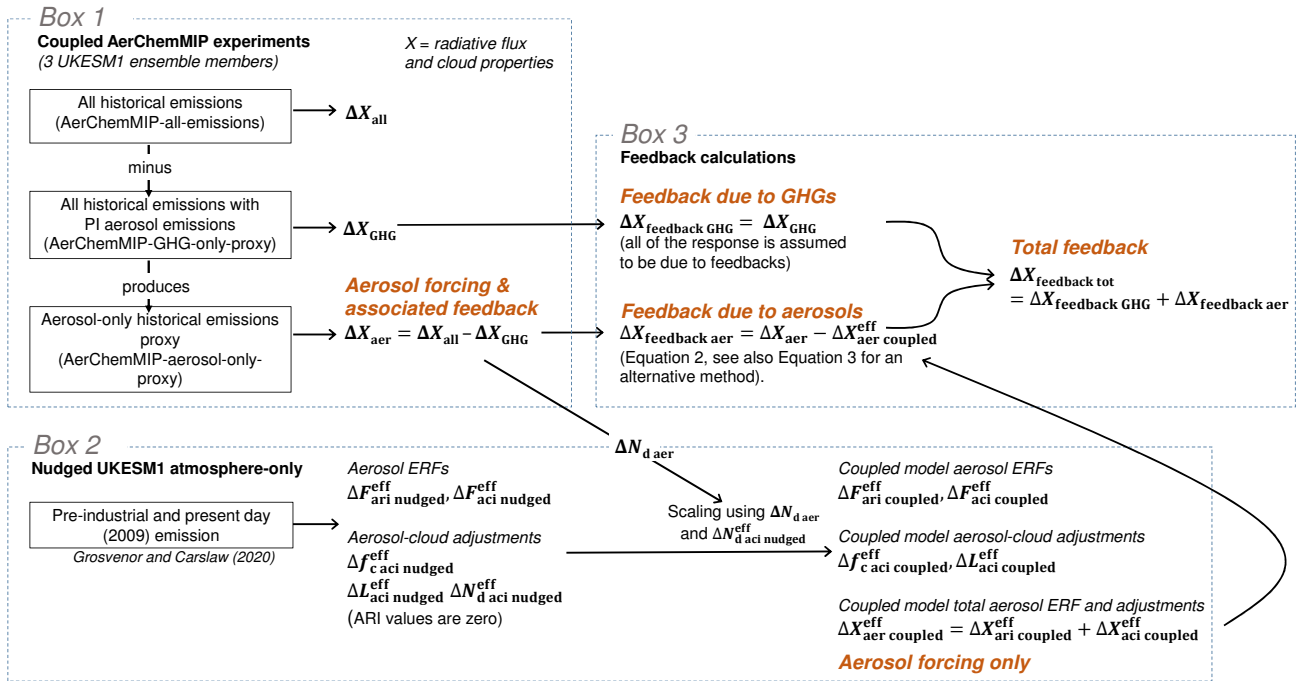 Box 1
Coupled AerChemMIP experiments
(3 UKESM1 ensemble members)
X = radiative flux
and cloud properties
All historical emissions
(AerChemMIP-all-emissions)
ΔX_all
minus
All historical emissions with
PI aerosol emissions
(AerChemMIP-GHG-only-proxy)
ΔX_GHG
produces
Aerosol-only historical emissions
proxy
(AerChemMIP-aerosol-only-
proxy)
Aerosol forcing &
associated feedback
ΔX_aer = ΔX_all – ΔX_GHG
Box 3
Feedback calculations
Feedback due to GHGs
ΔX_feedback GHG = ΔX_GHG
(all of the response is assumed
to be due to feedbacks)
Feedback due to aerosols
ΔX_feedback aer = ΔX_aer − ΔX^eff_aer coupled
(Equation 2, see also Equation 3 for an
alternative method).
Total feedback
ΔX_feedback tot
= ΔX_feedback GHG + ΔX_feedback aer
ΔN_d aer
Box 2
Nudged UKESM1 atmosphere-only
Pre-industrial and present day
(2009) emission
Grosvenor and Carslaw (2020)
Aerosol ERFs
ΔF^eff_ari nudged, ΔF^eff_aci nudged
Aerosol-cloud adjustments
Δf^eff_c aci nudged
ΔL^eff_aci nudged ΔN^eff_d aci nudged
(ARI values are zero)
Scaling using ΔN_d aer
and ΔN^eff_d aci nudged
Coupled model aerosol ERFs
ΔF^eff_ari coupled, ΔF^eff_aci coupled
Coupled model aerosol-cloud adjustments
Δf^eff_c aci coupled, ΔL^eff_aci coupled
Coupled model total aerosol ERF and adjustments
ΔX^eff_aer coupled = ΔX^eff_ari coupled + ΔX^eff_aci coupled
Aerosol forcing only